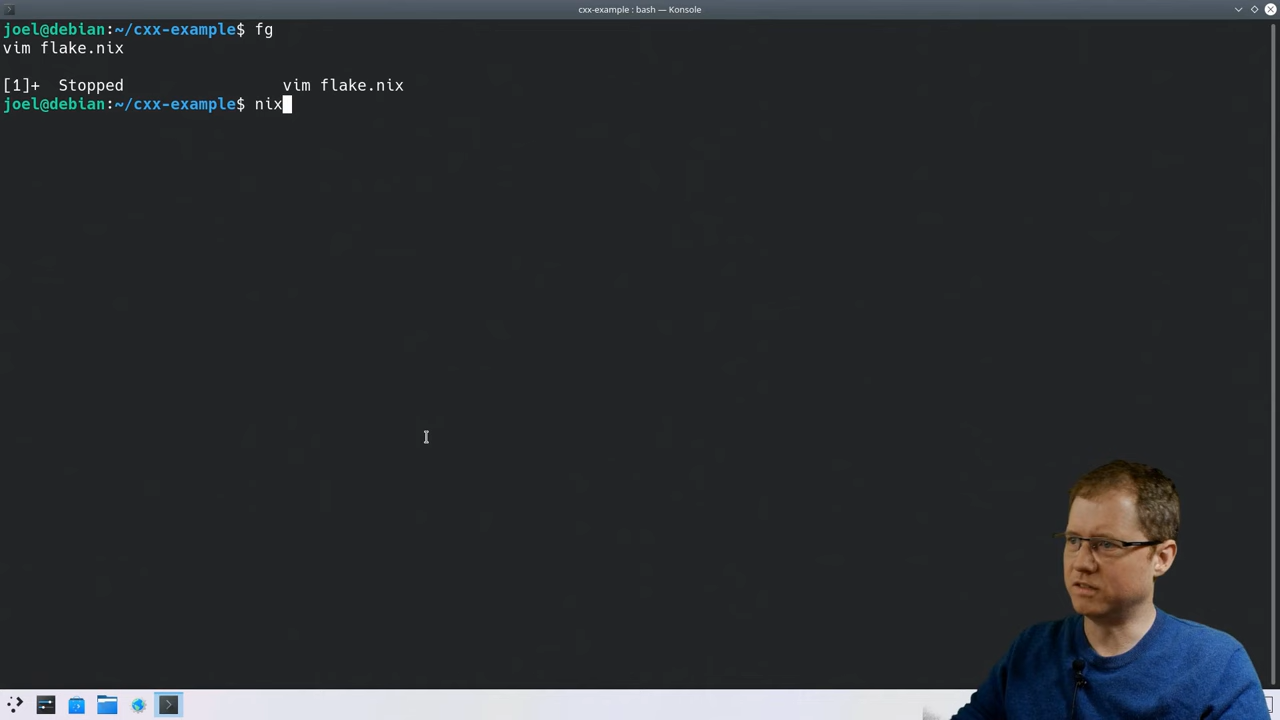 cxx-example : bash — Konsole
joel@debian:~/cxx-example$ fg
vim flake.nix
[1]+  Stopped                 vim flake.nix
joel@debian:~/cxx-example$ nix